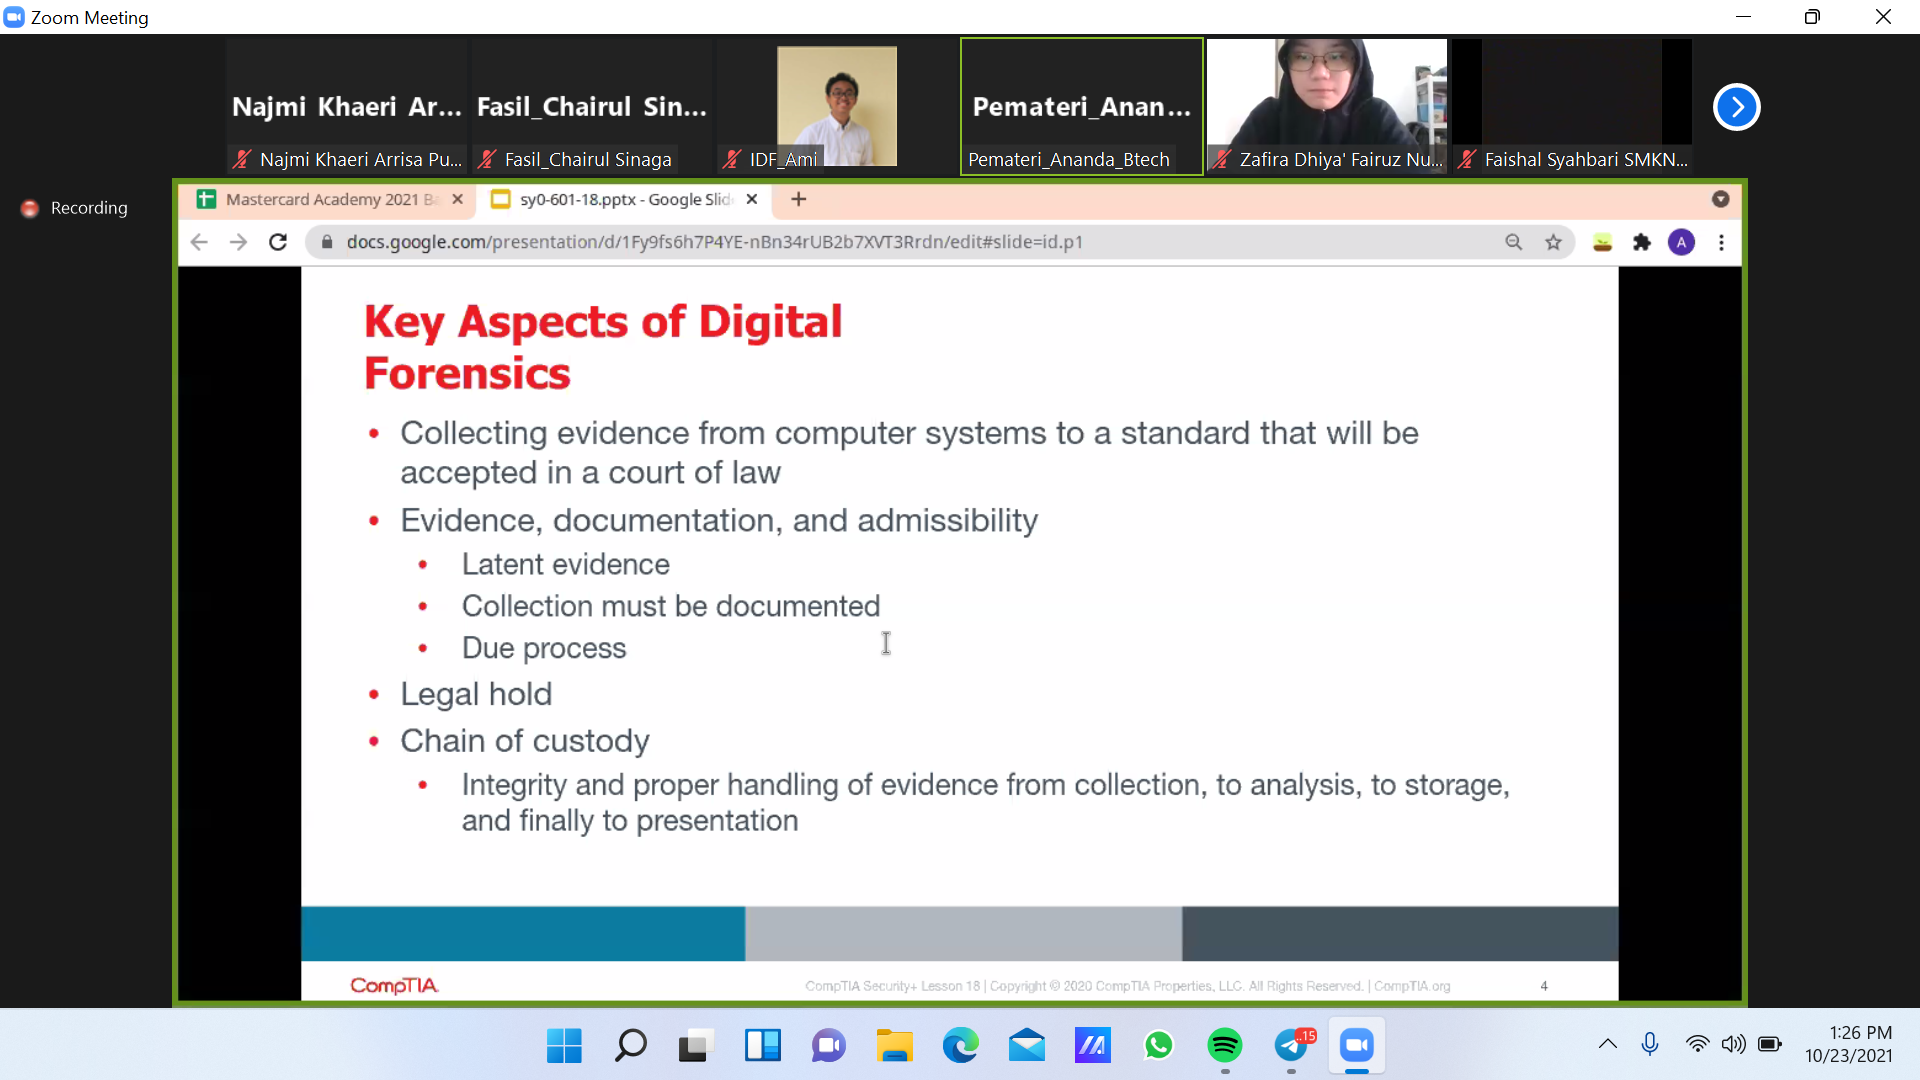 Zoom Meeting
Najmi Khaeri Ar...
Fasil_Chairul Sin...
Pemateri_Anan...
Najmi Khaeri Arrisa Pu...
Fasil_Chairul Sinaga
IDF_Ami
Pemateri_Ananda_Btech
Zafira Dhiya' Fairuz Nu...
Faishal Syahbari SMKN...
Recording
Mastercard Academy 2021 Ba
sy0-601-18.pptx - Google Slid
docs.google.com/presentation/d/1Fy9fs6h7P4YE-nBn34rUB2b7XVT3Rrdn/edit#slide=id.p1
A
Key Aspects of Digital
Forensics
• Collecting evidence from computer systems to a standard that will be
accepted in a court of law
• Evidence, documentation, and admissibility
• Latent evidence
• Collection must be documented
• Due process
• Legal hold
• Chain of custody
• Integrity and proper handling of evidence from collection, to analysis, to storage,
and finally to presentation
CompTIA.
CompTIA Security+ Lesson 18 | Copyright © 2020 CompTIA Properties, LLC. All Rights Reserved. | CompTIA.org
4
..15
1:26 PM
10/23/2021